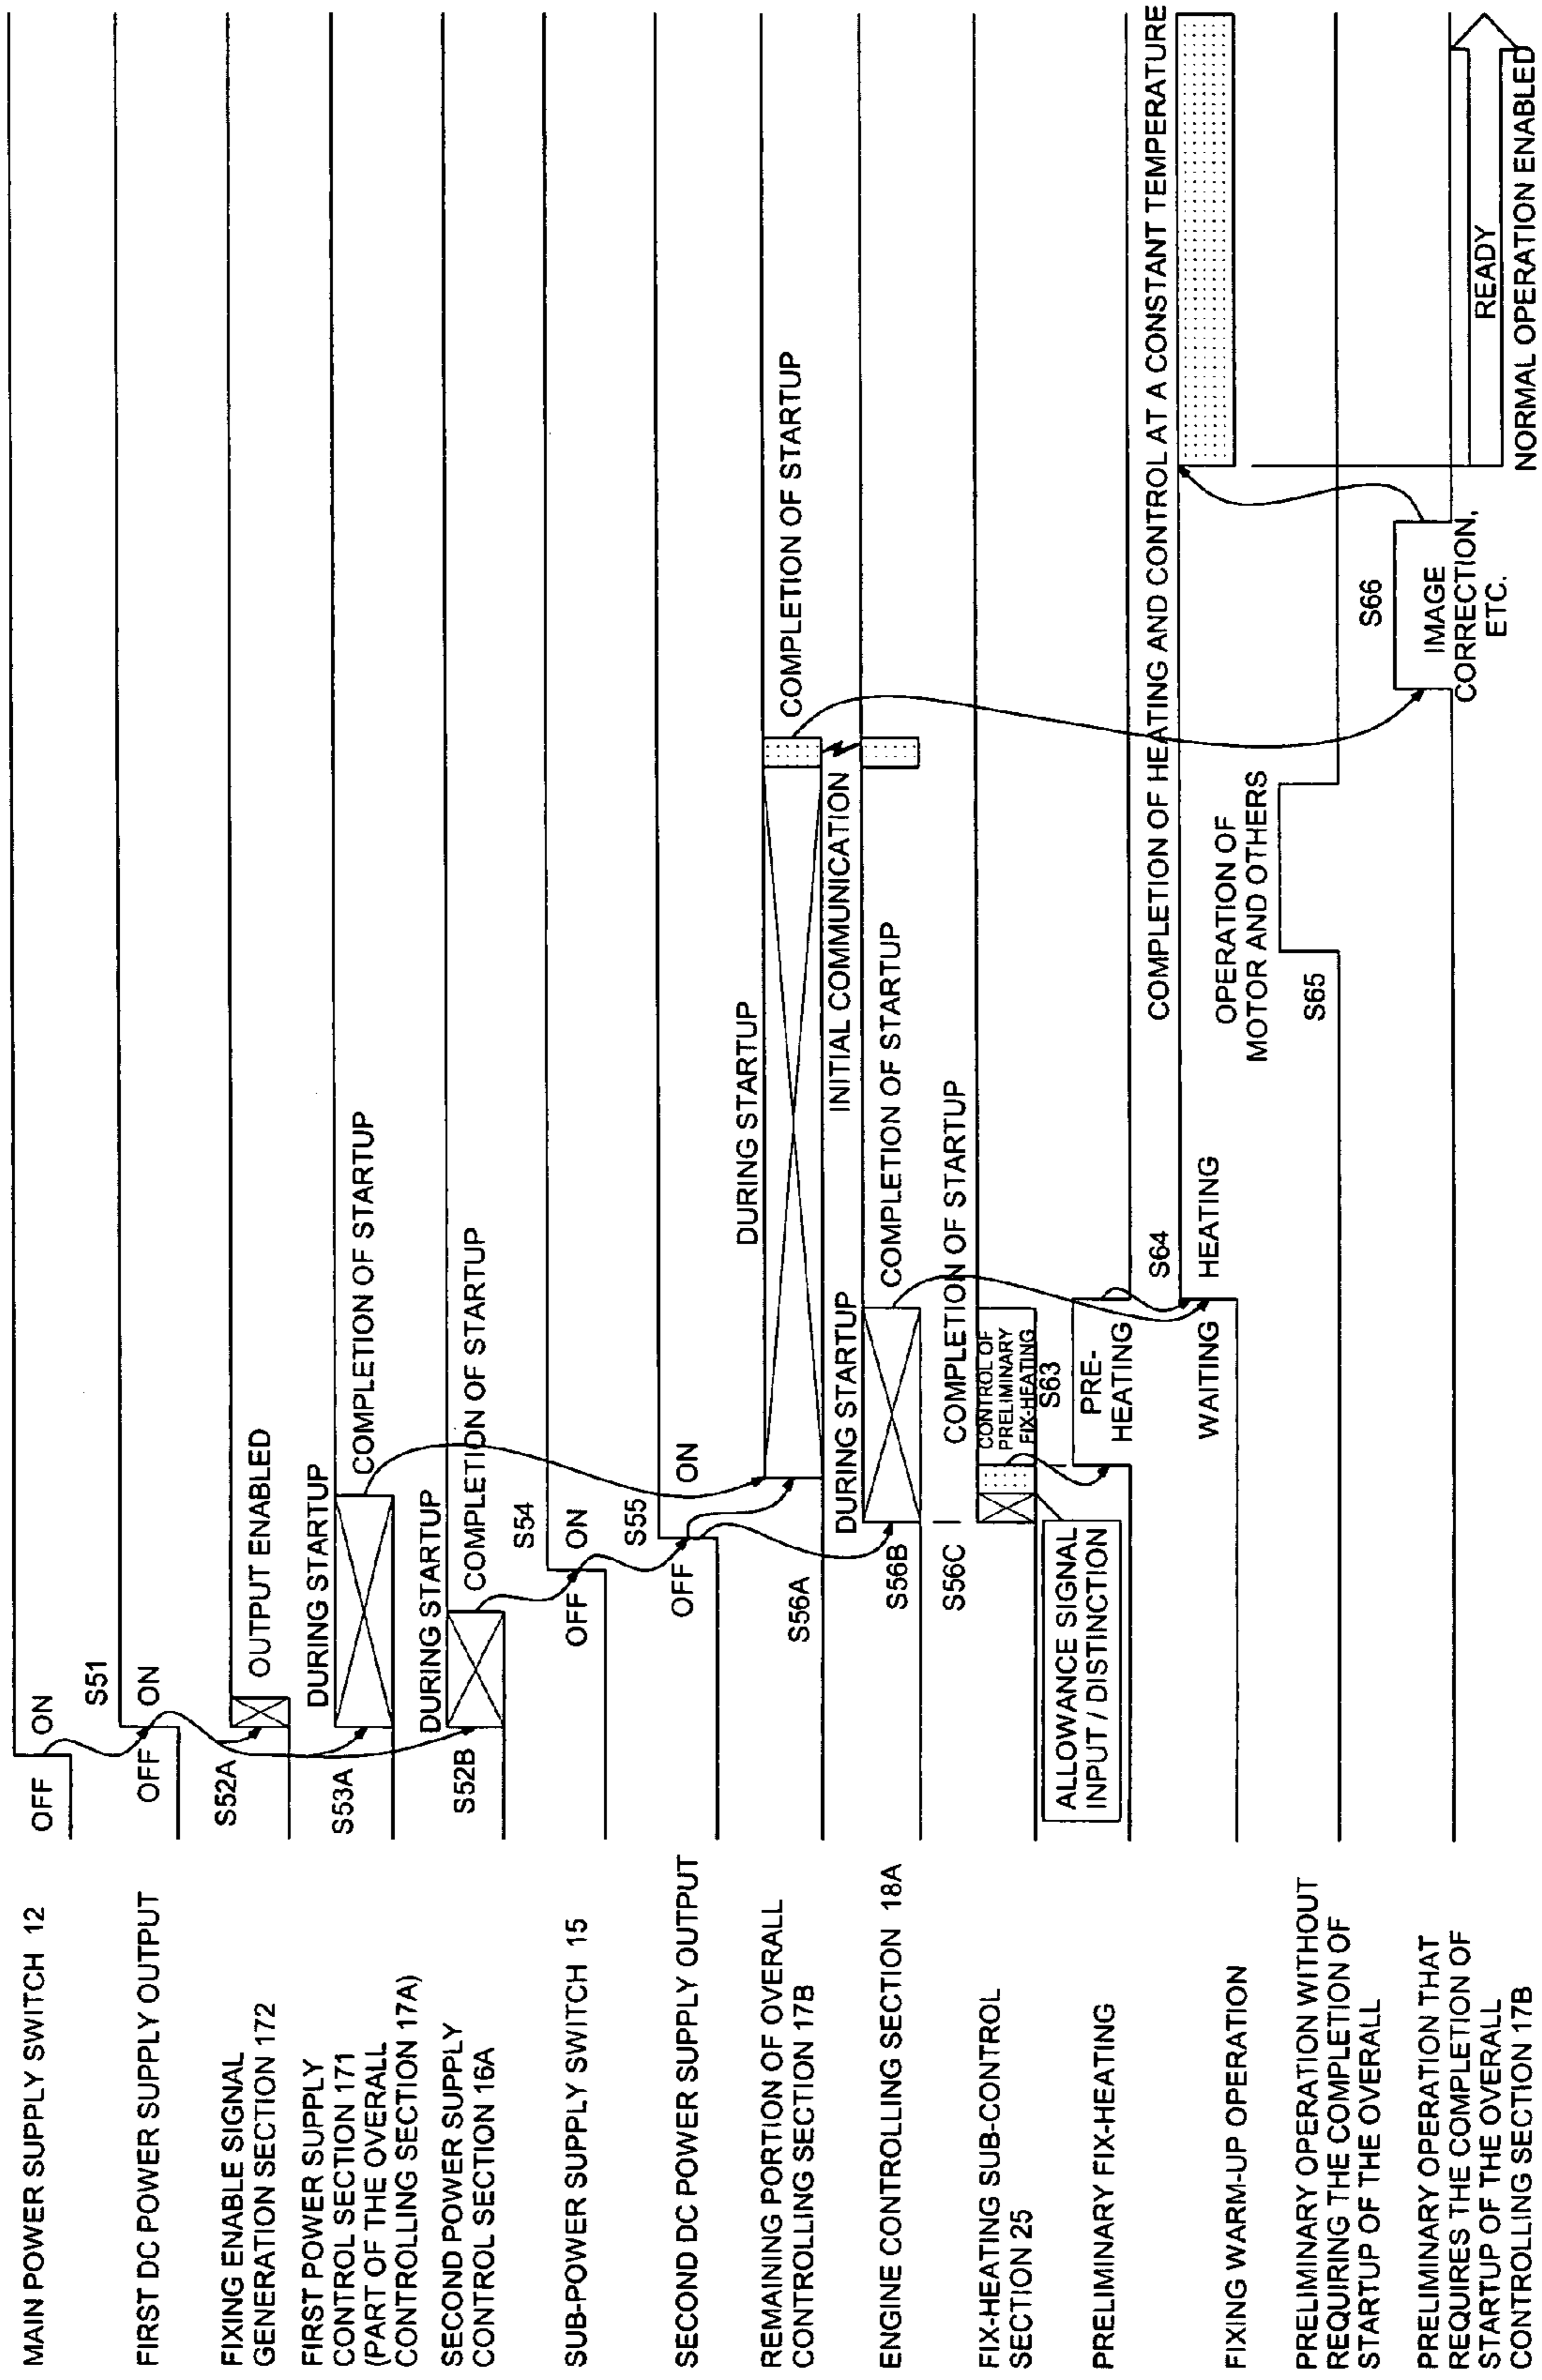 MAIN POWER SUPPLY SWITCH 12
OFF
ON
FIRST DC POWER SUPPLY OUTPUT
S51
OFF
ON
FIXING ENABLE SIGNAL
GENERATION SECTION 172
S52A
OUTPUT ENABLED
FIRST POWER SUPPLY
CONTROL SECTION 171
(PART OF THE OVERALL
CONTROLLING SECTION 17A)
S53A
DURING STARTUP
COMPLETION OF STARTUP
SECOND POWER SUPPLY
CONTROL SECTION 16A
S52B
DURING STARTUP
COMPLETION OF STARTUP
SUB-POWER SUPPLY SWITCH 15
S54
OFF
ON
SECOND DC POWER SUPPLY OUTPUT
S55
OFF
ON
REMAINING PORTION OF OVERALL
CONTROLLING SECTION 17B
S56A
DURING STARTUP
COMPLETION OF STARTUP
INITIAL COMMUNICATION
ENGINE CONTROLLING SECTION 18A
S56B
DURING STARTUP
COMPLETION OF STARTUP
FIX-HEATING SUB-CONTROL
SECTION 25
S56C
COMPLETION OF STARTUP
CONTROL OF
PRELIMINARY
FIX-HEATING
ALLOWANCE SIGNAL
INPUT / DISTINCTION
PRELIMINARY FIX-HEATING
S63
PRE-
HEATING
FIXING WARM-UP OPERATION
WAITING
S64
HEATING
COMPLETION OF HEATING AND CONTROL AT A CONSTANT TEMPERATURE
PRELIMINARY OPERATION WITHOUT
REQUIRING THE COMPLETION OF
STARTUP OF THE OVERALL
S65
OPERATION OF
MOTOR AND OTHERS
PRELIMINARY OPERATION THAT
REQUIRES THE COMPLETION OF
STARTUP OF THE OVERALL
CONTROLLING SECTION 17B
S66
IMAGE
CORRECTION,
ETC.
READY
NORMAL OPERATION ENABLED